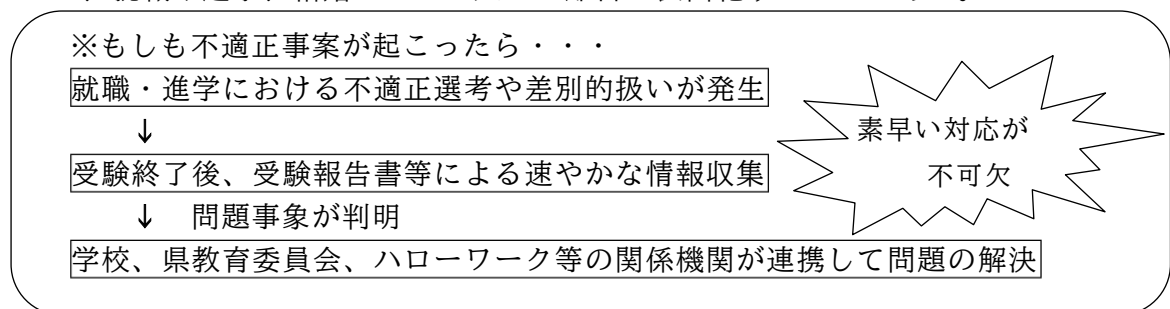 ※もしも不適正事案が起こったら・・・
就職・進学における不適正選考や差別的扱いが発生
↓
素早い対応が
不可欠
受験終了後、受験報告書等による速やかな情報収集
↓ 問題事象が判明
学校、県教育委員会、ハローワーク等の関係機関が連携して問題の解決